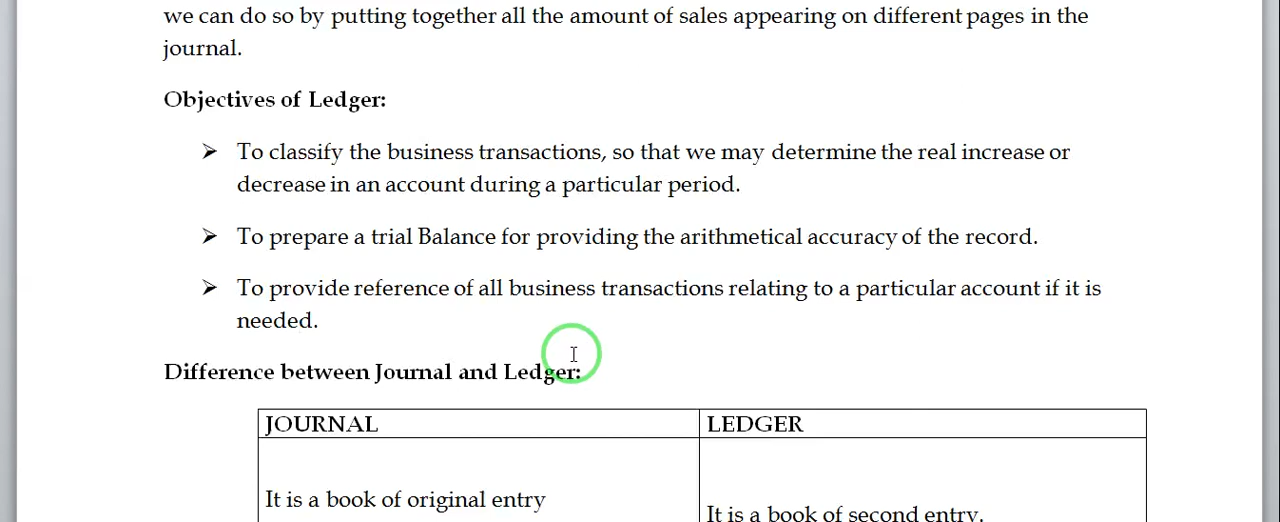 we can do so by putting together all the amount of sales appearing on different pages in the
journal.
Objectives of Ledger:
➢ To classify the business transactions, so that we may determine the real increase or
decrease in an account during a particular period.
➢ To prepare a trial Balance for providing the arithmetical accuracy of the record.
➢ To provide reference of all business transactions relating to a particular account if it is
needed.
Difference between Journal and Ledger:
JOURNAL
LEDGER
It is a book of original entry
It is a book of second entry.